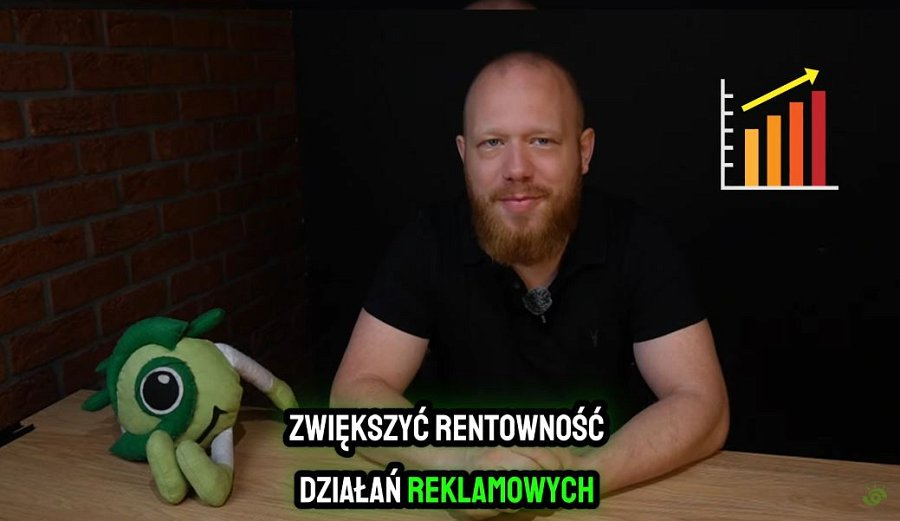 ZWIĘKSZYĆ RENTOWNOŚĆ
DZIAŁAŃ REKLAMOWYCH